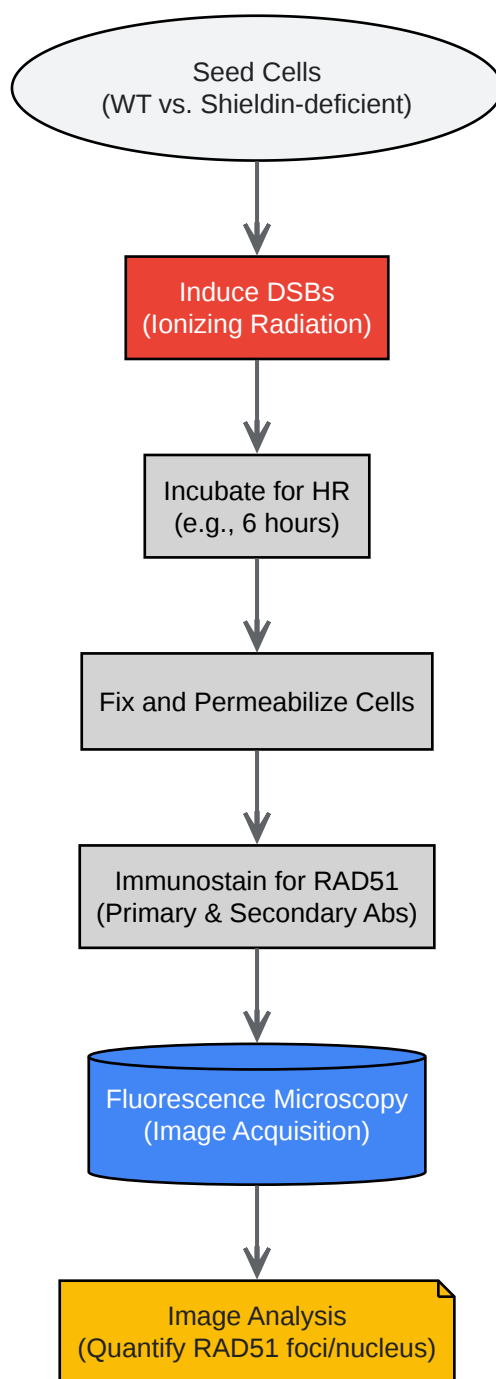 Seed Cells
(WT vs. Shieldin-deficient)
Induce DSBs
(Ionizing Radiation)
Incubate for HR
(e.g., 6 hours)
Fix and Permeabilize Cells
Immunostain for RAD51
(Primary & Secondary Abs)
Fluorescence Microscopy
(Image Acquisition)
Image Analysis
(Quantify RAD51 foci/nucleus)